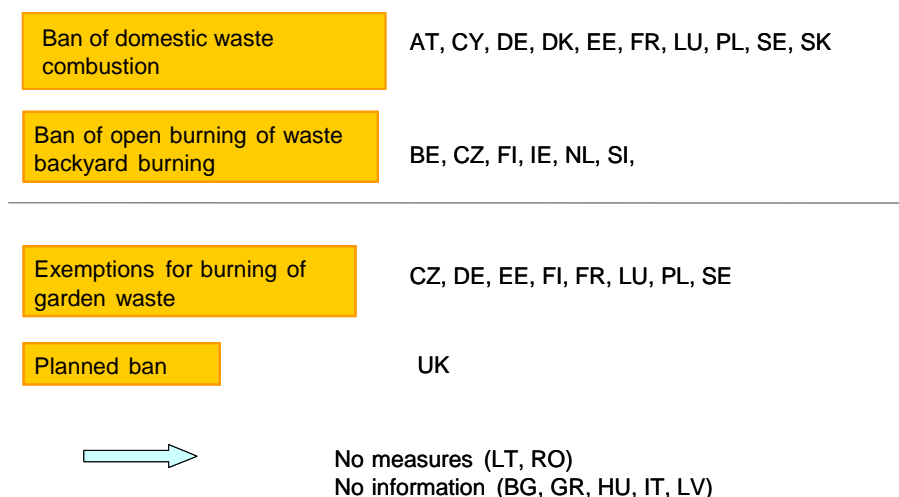 Ban of domestic waste
combustion
AT, CY, DE, DK, EE, FR, LU, PL, SE, SK
Ban of open burning of waste
backyard burning
BE, CZ, FI, IE, NL, SI,
Exemptions for burning of
garden waste
CZ, DE, EE, FI, FR, LU, PL, SE
Planned ban
UK
No measures (LT, RO)
No information (BG, GR, HU, IT, LV)